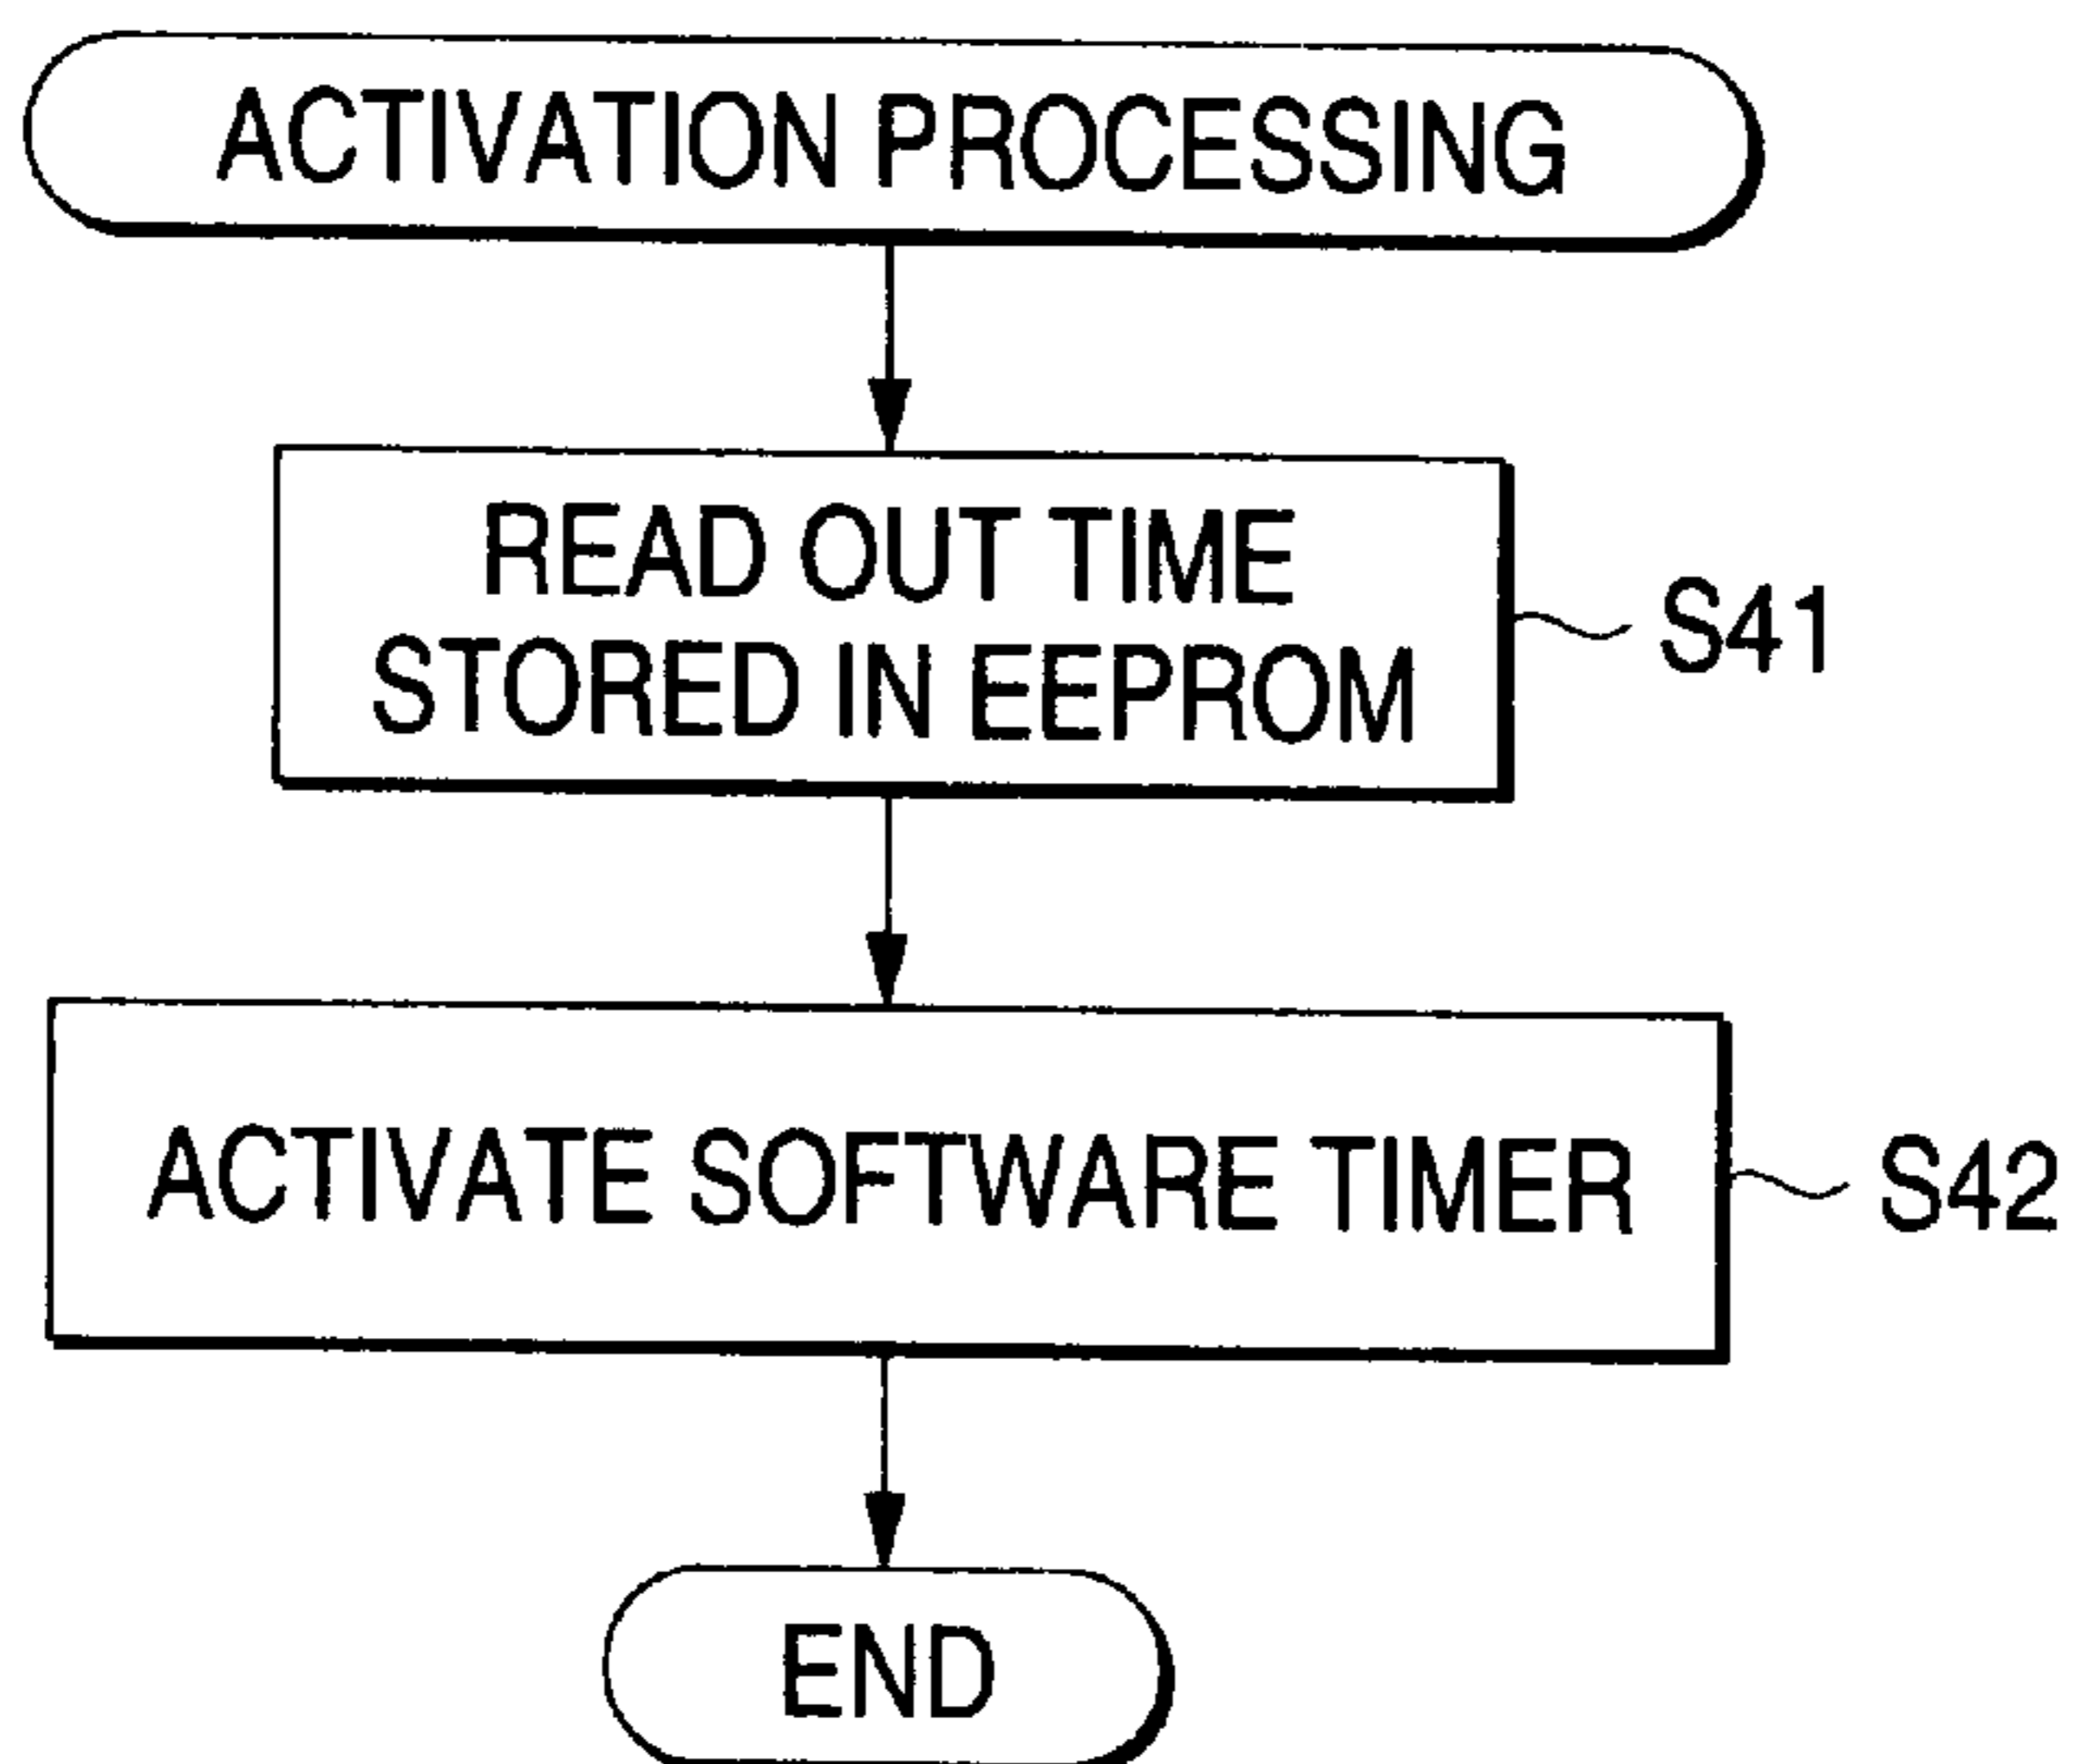 ACTIVATION PROCESSING
READ OUT TIME
STORED IN EEPROM
S41
ACTIVATE SOFTWARE TIMER
S42
END